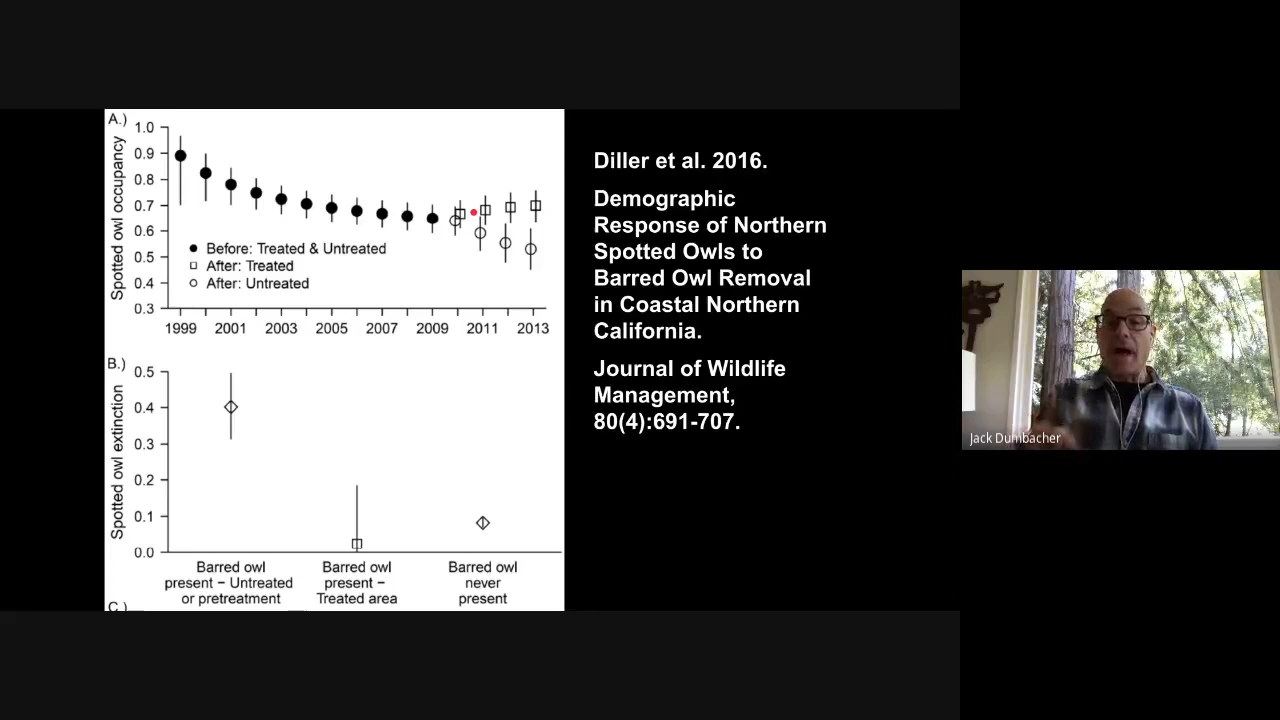 A.)
Spotted owl occupancy
1.0
0.9
0.8
0.7
0.6
0.5
0.4
0.3
Before: Treated & Untreated
After: Treated
After: Untreated
1999 2001 2003 2005 2007 2009 2011 2013
B.)
Spotted owl extinction
0.5
0.4
0.3
0.2
0.1
0.0
Barred owl
present – Untreated
or pretreatment
Barred owl
present –
Treated area
Barred owl
never
present
C.)
Diller et al. 2016.
Demographic
Response of Northern
Spotted Owls to
Barred Owl Removal
in Coastal Northern
California.
Journal of Wildlife
Management,
80(4):691-707.
Jack Dumbacher